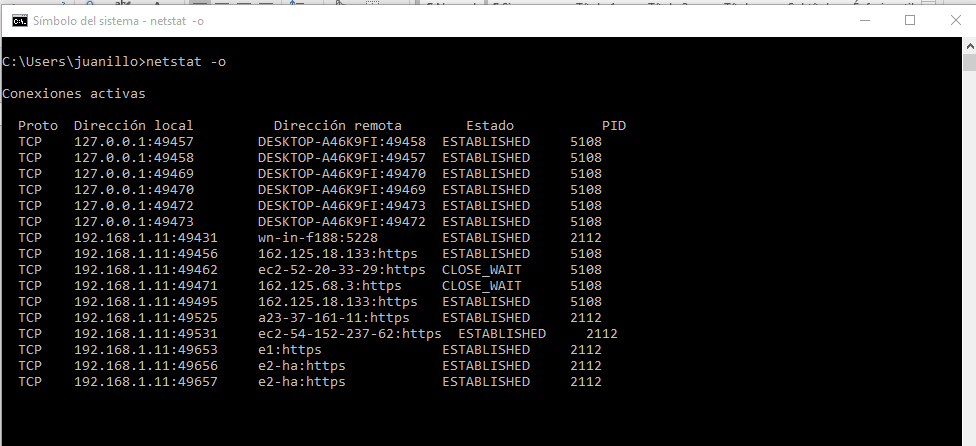 Símbolo del sistema - netstat -o
C:\Users\juanillo>netstat -o
Conexiones activas
Proto Dirección local Dirección remota Estado PID
TCP 127.0.0.1:49457 DESKTOP-A46K9FI:49458 ESTABLISHED 5108
TCP 127.0.0.1:49458 DESKTOP-A46K9FI:49457 ESTABLISHED 5108
TCP 127.0.0.1:49469 DESKTOP-A46K9FI:49470 ESTABLISHED 5108
TCP 127.0.0.1:49470 DESKTOP-A46K9FI:49469 ESTABLISHED 5108
TCP 127.0.0.1:49472 DESKTOP-A46K9FI:49473 ESTABLISHED 5108
TCP 127.0.0.1:49473 DESKTOP-A46K9FI:49472 ESTABLISHED 5108
TCP 192.168.1.11:49431 wn-in-f188:5228 ESTABLISHED 2112
TCP 192.168.1.11:49456 162.125.18.133:https ESTABLISHED 5108
TCP 192.168.1.11:49462 ec2-52-20-33-29:https CLOSE_WAIT 5108
TCP 192.168.1.11:49471 162.125.68.3:https CLOSE_WAIT 5108
TCP 192.168.1.11:49495 162.125.18.133:https ESTABLISHED 5108
TCP 192.168.1.11:49525 a23-37-161-11:https ESTABLISHED 2112
TCP 192.168.1.11:49531 ec2-54-152-237-62:https ESTABLISHED 2112
TCP 192.168.1.11:49653 e1:https ESTABLISHED 2112
TCP 192.168.1.11:49656 e2-ha:https ESTABLISHED 2112
TCP 192.168.1.11:49657 e2-ha:https ESTABLISHED 2112